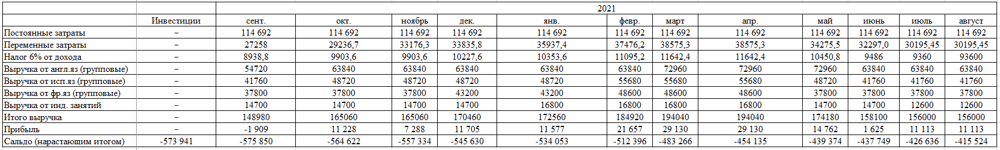 2021
Инвестиции сент. окт. ноябрь дек. янв. февр. март апр. май июнь июль август
Постоянные затраты – 114 692 114 692 114 692 114 692 114 692 114 692 114 692 114 692 114 692 114 692 114 692 114 692
Переменные затраты – 27258 29236,7 33176,3 33835,8 35937,4 37476,2 38575,3 38575,3 34275,5 32297,0 30195,45 30195,45
Налог 6% от дохода – 8938,8 9903,6 9903,6 10227,6 10353,6 11095,2 11642,4 11642,4 10450,8 9486 9360 93600
Выручка от англ.яз (групповые) – 54720 63840 63840 63840 63840 63840 72960 72960 72960 63840 63840 63840
Выручка от исп.яз (групповые) – 41760 48720 48720 48720 48720 55680 55680 55680 48720 41760 41760 41760
Выручка от фр.яз (групповые) – 37800 37800 37800 43200 43200 48600 48600 48600 37800 37800 37800 37800
Выручка от инд. занятий – 14700 14700 14700 14700 16800 16800 16800 16800 14700 14700 12600 12600
Итого выручка – 148980 165060 165060 170460 172560 184920 194040 194040 174180 158100 156000 156000
Прибыль – -1 909 11 228 7 288 11 705 11 577 21 657 29 130 29 130 14 762 1 625 11 113 11 113
Сальдо (нарастающим итогом) -573 941 -575 850 -564 622 -557 334 -545 630 -534 053 -512 396 -483 266 -454 135 -439 374 -437 749 -426 636 -415 524